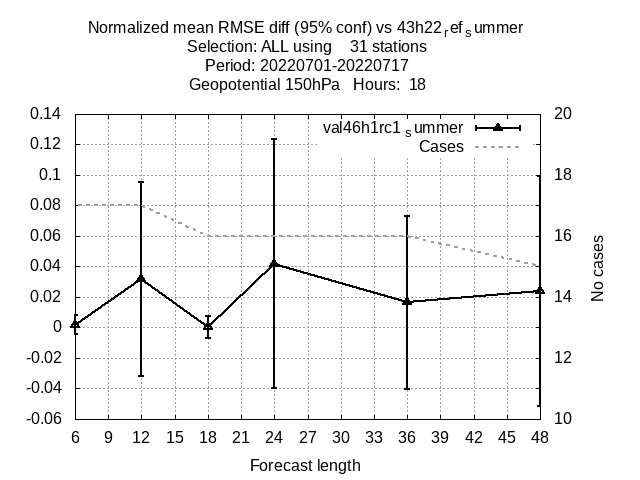 Normalized mean RMSE diff (95% conf) vs 43h22ᵣefₛummer
Selection: ALL using    31 stations
Period: 20220701-20220717
Geopotential 150hPa   Hours:  18
0.14
0.12
0.1
0.08
0.06
0.04
0.02
0
-0.02
-0.04
-0.06
val46h1rc1ₛummer
Cases
20
18
16
14
12
10
No cases
6 9 12 15 18 21 24 27 30 33 36 39 42 45 48
Forecast length